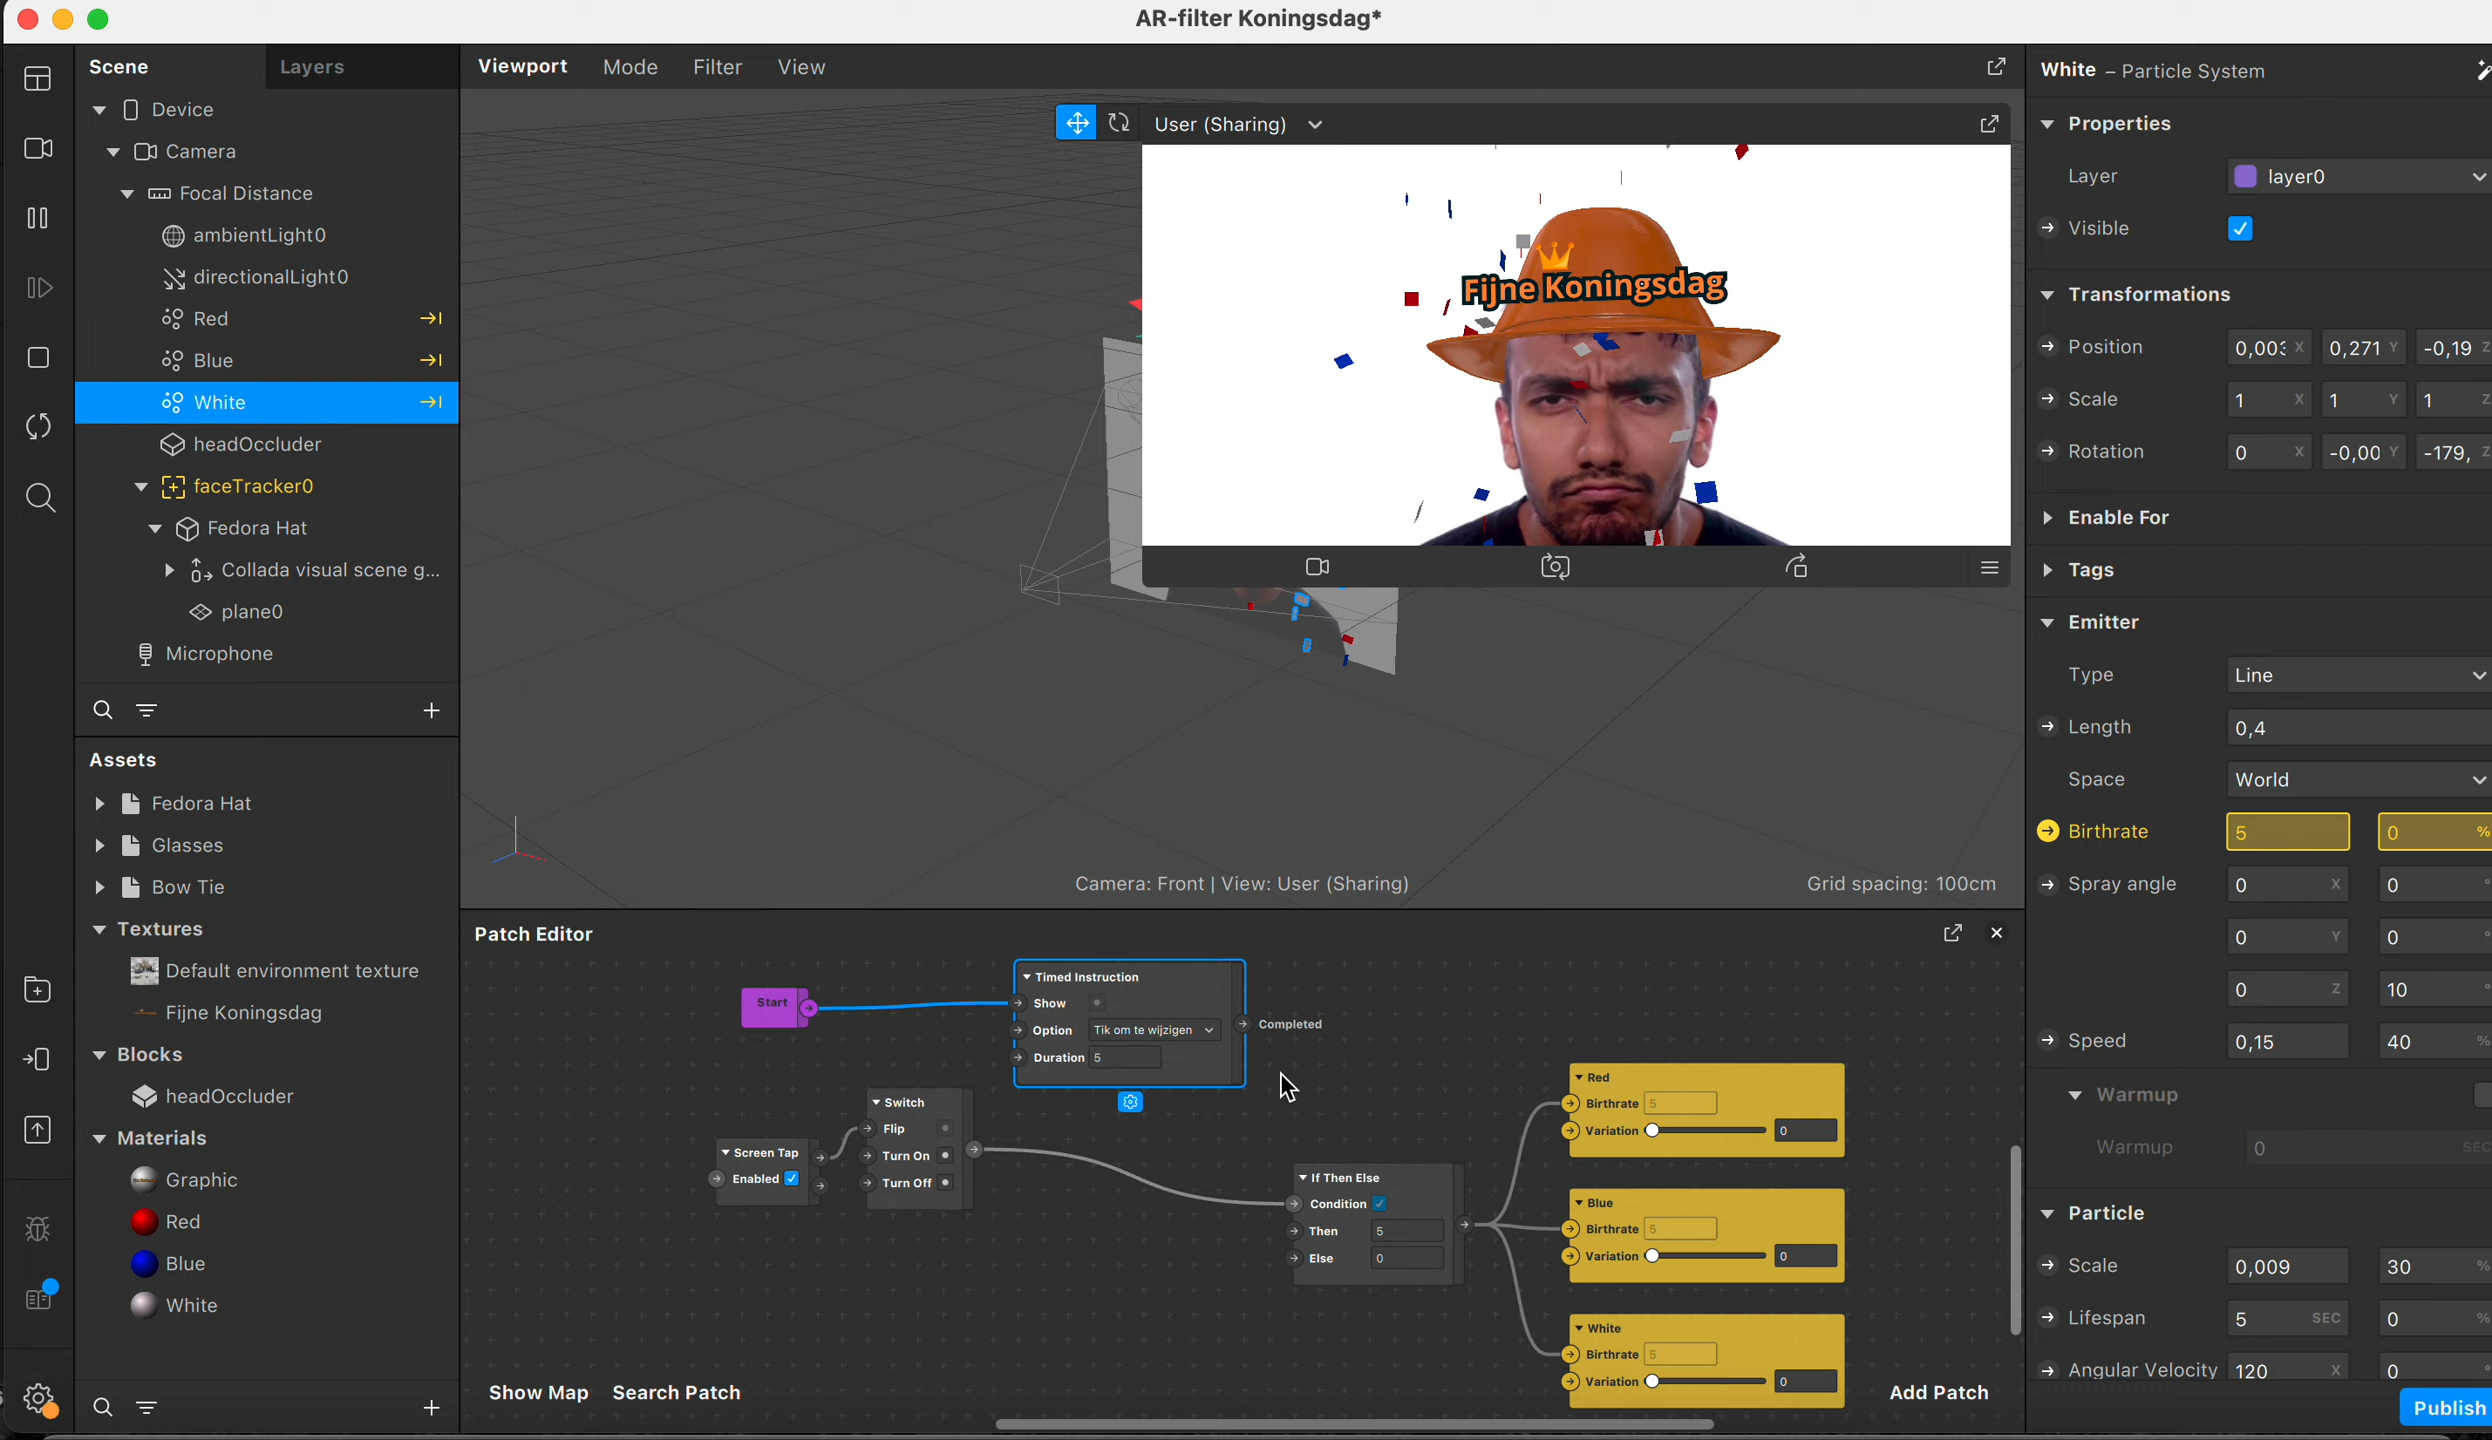 AR-filter Koningsdag*
Scene
Layers
Device
Camera
Focal Distance
ambientLight0
directionalLight0
Red
Blue
White
headOccluder
faceTracker0
Fedora Hat
Collada visual scene g...
plane0
Microphone
Assets
Fedora Hat
Glasses
Bow Tie
Textures
Default environment texture
Fijne Koningsdag
Blocks
headOccluder
Materials
Graphic
Red
Blue
White
Viewport Mode Filter View
User (Sharing)
Fijne Koningsdag
Camera: Front | View: User (Sharing)
Grid spacing: 100cm
Patch Editor
Start
Timed Instruction
Show
Option Tik om te wijzigen
Duration 5
Completed
Switch
Flip
Turn On
Turn Off
Screen Tap
Enabled
If Then Else
Condition
Then 5
Else 0
Red
Birthrate 5
Variation 0
Blue
Birthrate 5
Variation 0
White
Birthrate 5
Variation 0
Show Map Search Patch
Add Patch
White – Particle System
Properties
Layer layer0
Visible
Transformations
Position 0,003 X 0,271 Y -0,19 Z
Scale 1 X 1 Y 1 Z
Rotation 0 X -0,00 Y -179, Z
Enable For
Tags
Emitter
Type Line
Length 0,4
Space World
Birthrate 5 0 %
Spray angle 0 X 0 °
0 Y 0 °
0 Z 10 °
Speed 0,15 40 %
Warmup
Warmup 0 SEC
Particle
Scale 0,009 30 %
Lifespan 5 SEC 0 %
Angular Velocity 120 X 0
Publish